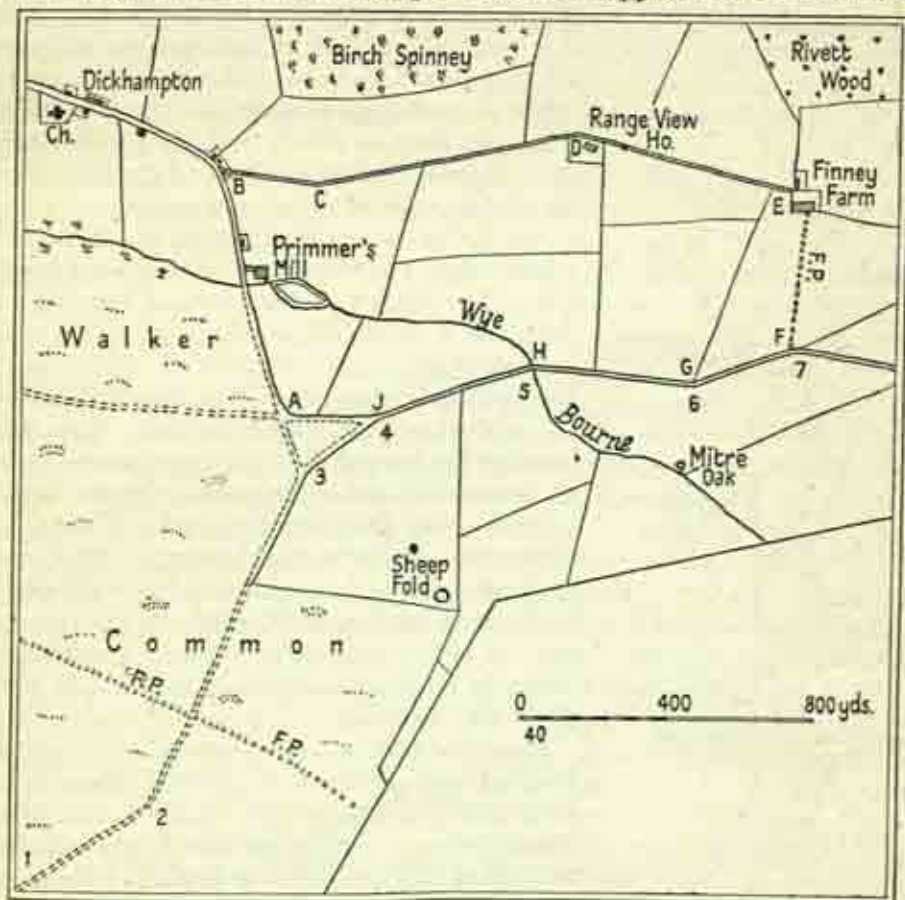 Birch Spinney
Rivett
Wood
Dickhampton
Ch.
Range View
Ho.
D
B
C
E
Finney
Farm
Primmer's
Mill
F.P.
Wye
Walker
F
7
H
5
G
6
A
J
4
3
Bourne
Mitre
Oak
Sheep
Fold
Common
F.P.
F.P.
0 400 800 yds.
40
2
1